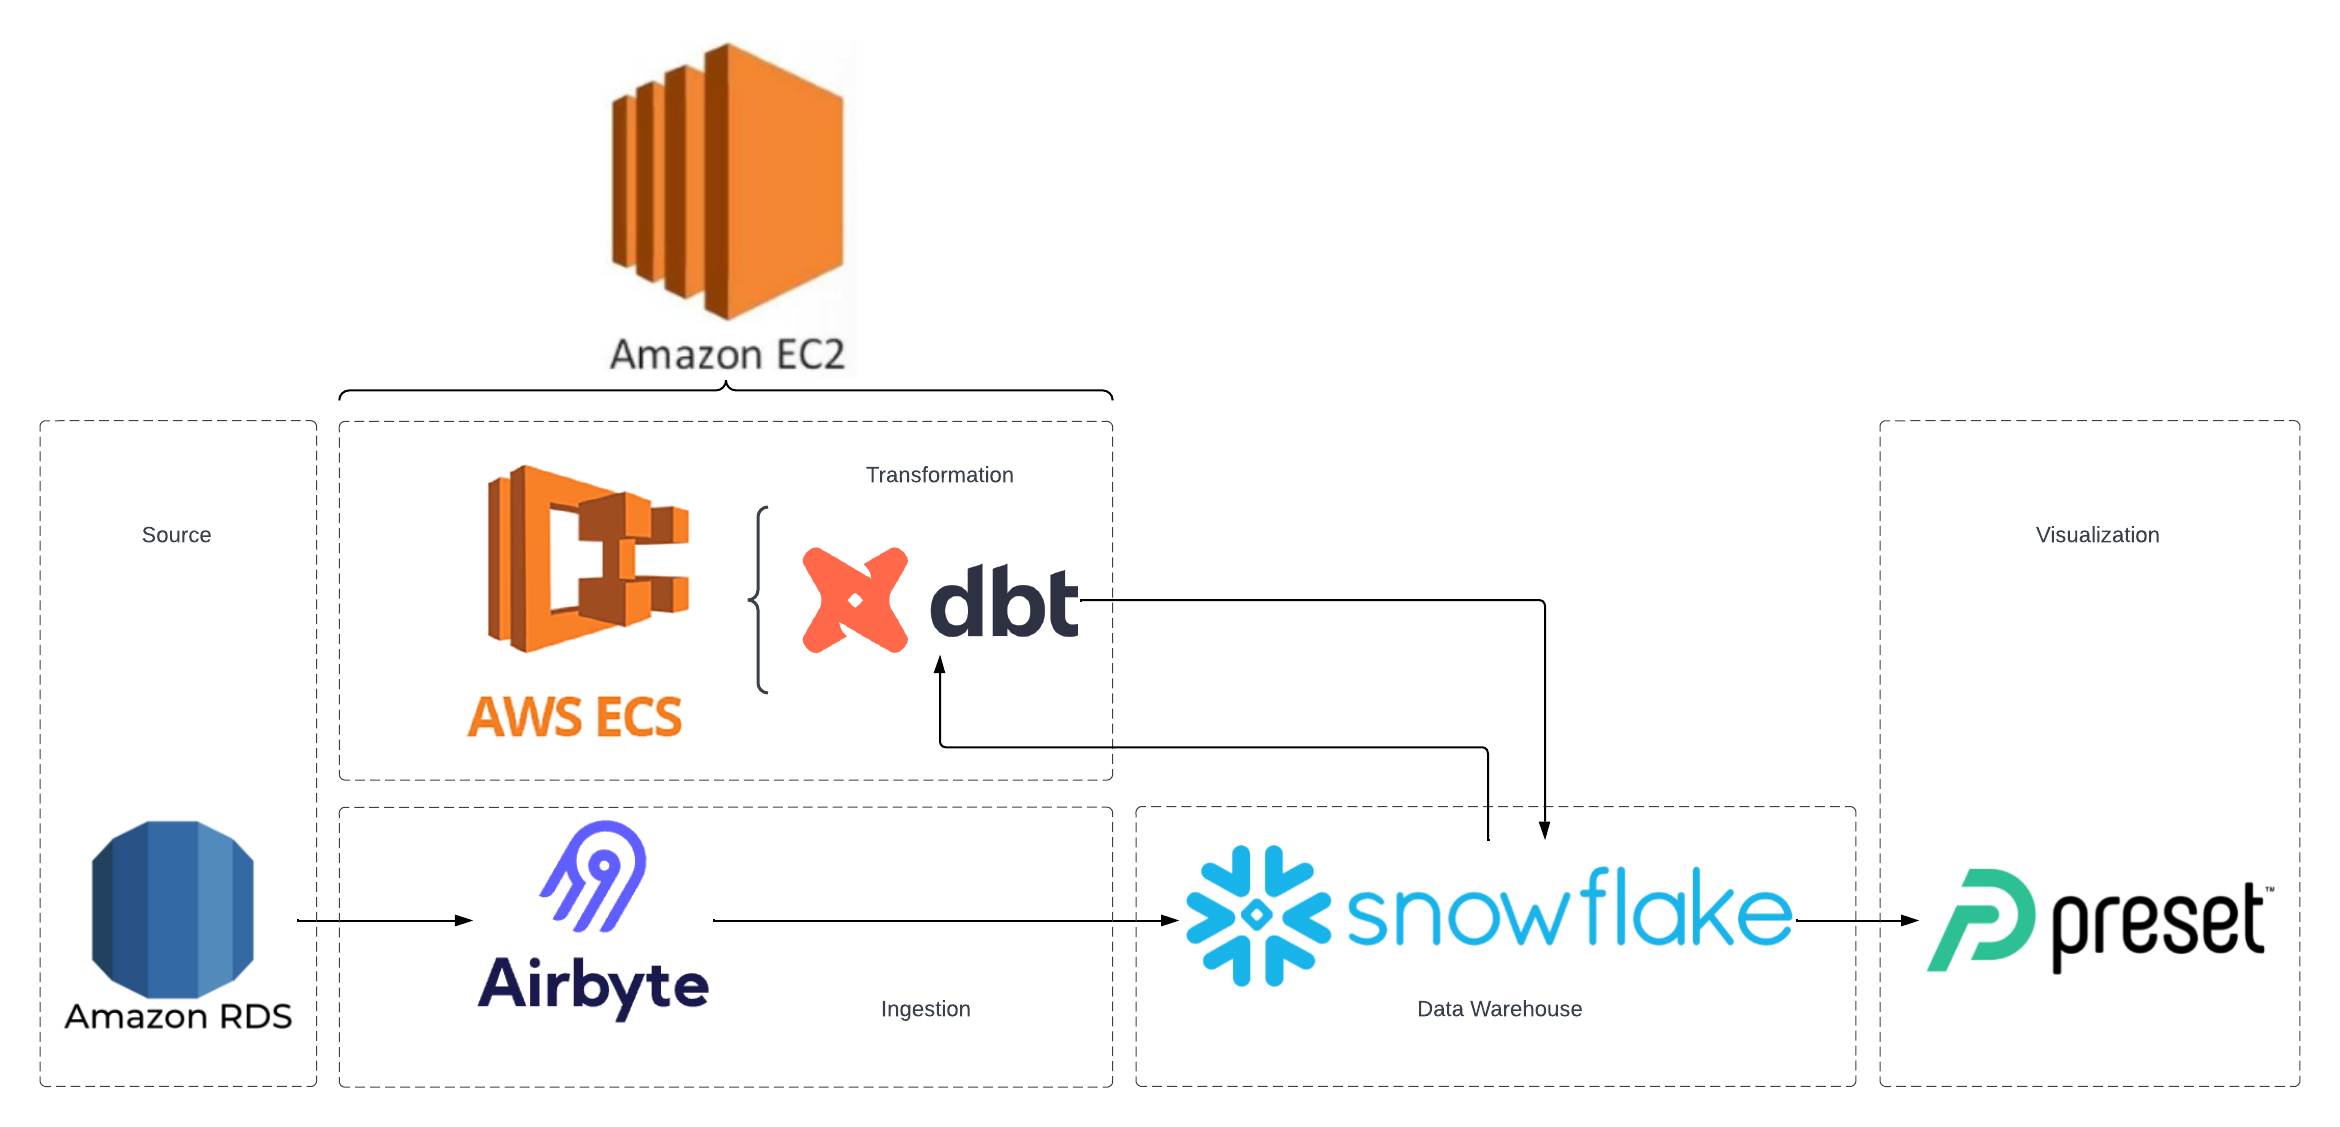 Amazon EC2
Source
Transformation
Visualization
dbt
AWS ECS
Amazon RDS
Airbyte
Ingestion
snowflake
Data Warehouse
preset™